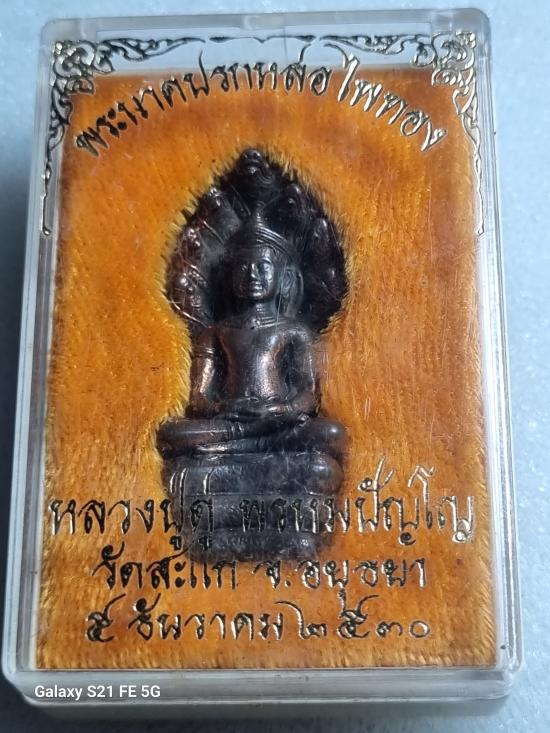 พระนาคปรกหล่อไพทอง
หลวงปู่ดู่ พรหมปัญโญ
วัดสะแก จ.อยุธยา
๕ ธันวาคม ๒๕๓๐
Galaxy S21 FE 5G